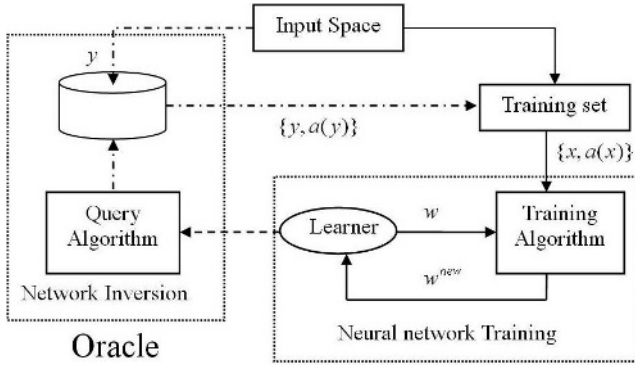 Input Space
y
Training set
{y, a(y)}
{x, a(x)}
Query
Algorithm
Learner
w
Training
Algorithm
w^new
Network Inversion
Neural network Training
Oracle